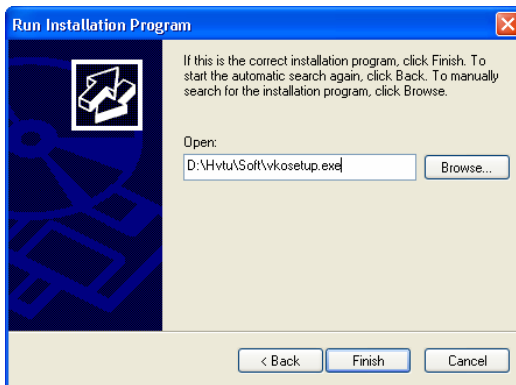 Run Installation Program
If this is the correct installation program, click Finish. To
start the automatic search again, click Back. To manually
search for the installation program, click Browse.
Open:
D:\Hvtu\Soft\vkosetup.exe
Browse...
< Back
Finish
Cancel